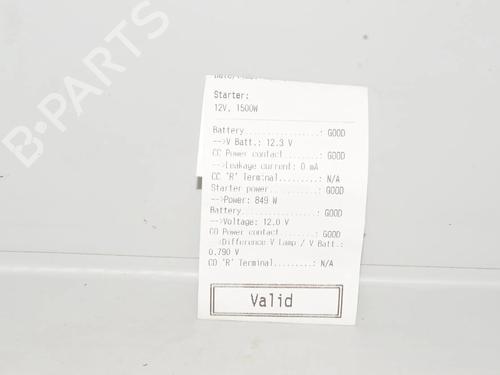 Starter:
12V, 1500W
Battery.................: GOOD
-->V Batt.: 12.3 V
CC Power contact........: GOOD
-->Leakage current: 0 mA
CC 'R' Terminal.........: N/A
Starter power...........: GOOD
-->Power: 849 W
Battery.................: GOOD
-->Voltage: 12.0 V
CO Power contact........: GOOD
-->Difference V Lamp / V Batt.:
0.790 V
CO 'R' Terminal.........: N/A
Valid
B-PARTS